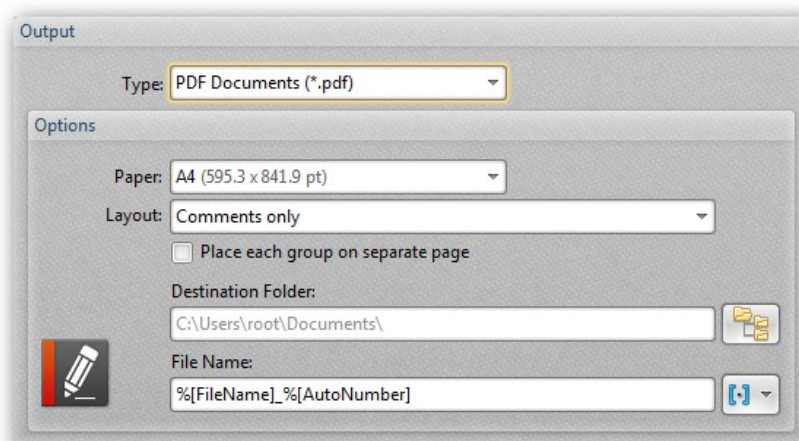 Output
Type: PDF Documents (*.pdf)
Options
Paper: A4 (595.3 x 841.9 pt)
Layout: Comments only
Place each group on separate page
Destination Folder:
C:\Users\root\Documents\
File Name:
%[FileName]_%[AutoNumber]